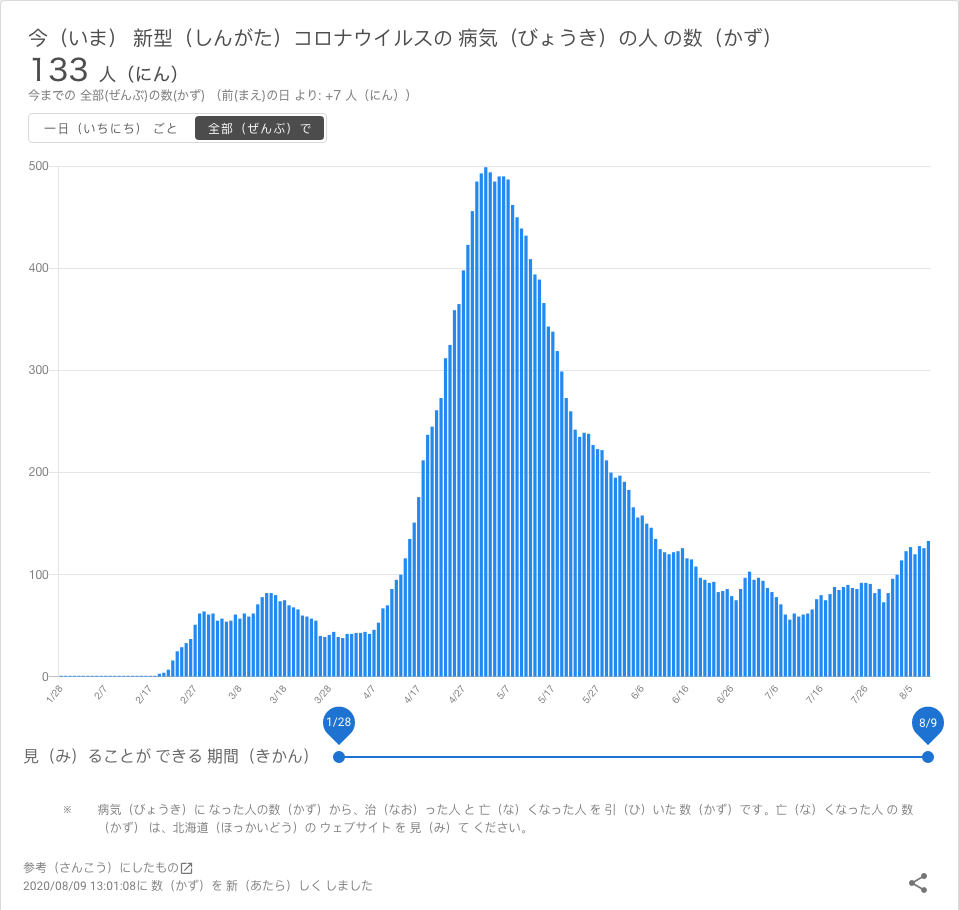 今（いま） 新型（しんがた）コロナウイルスの 病気（びょうき）の人 の数（かず）
133 人（にん）
今までの 全部(ぜんぶ)の数(かず) （前(まえ)の日 より: +7 人（にん））
一日（いちにち） ごと 全部（ぜんぶ）で
500
400
300
200
100
0
1/28 2/7 2/17 2/27 3/8 3/18 3/28 4/7 4/17 4/27 5/7 5/17 5/27 6/6 6/16 6/26 7/6 7/16 7/26 8/5
1/28 8/9
見（み）ることが できる 期間（きかん）
※ 病気（びょうき）に なった人の数（かず）から、治（なお）った人 と 亡（な）くなった人 を 引（ひ）いた 数（かず）です。亡（な）くなった人 の 数
（かず） は、北海道（ほっかいどう）の ウェブサイト を 見（み）て ください。
参考（さんこう）にしたもの
2020/08/09 13:01:08に 数（かず）を 新（あたら）しく しました